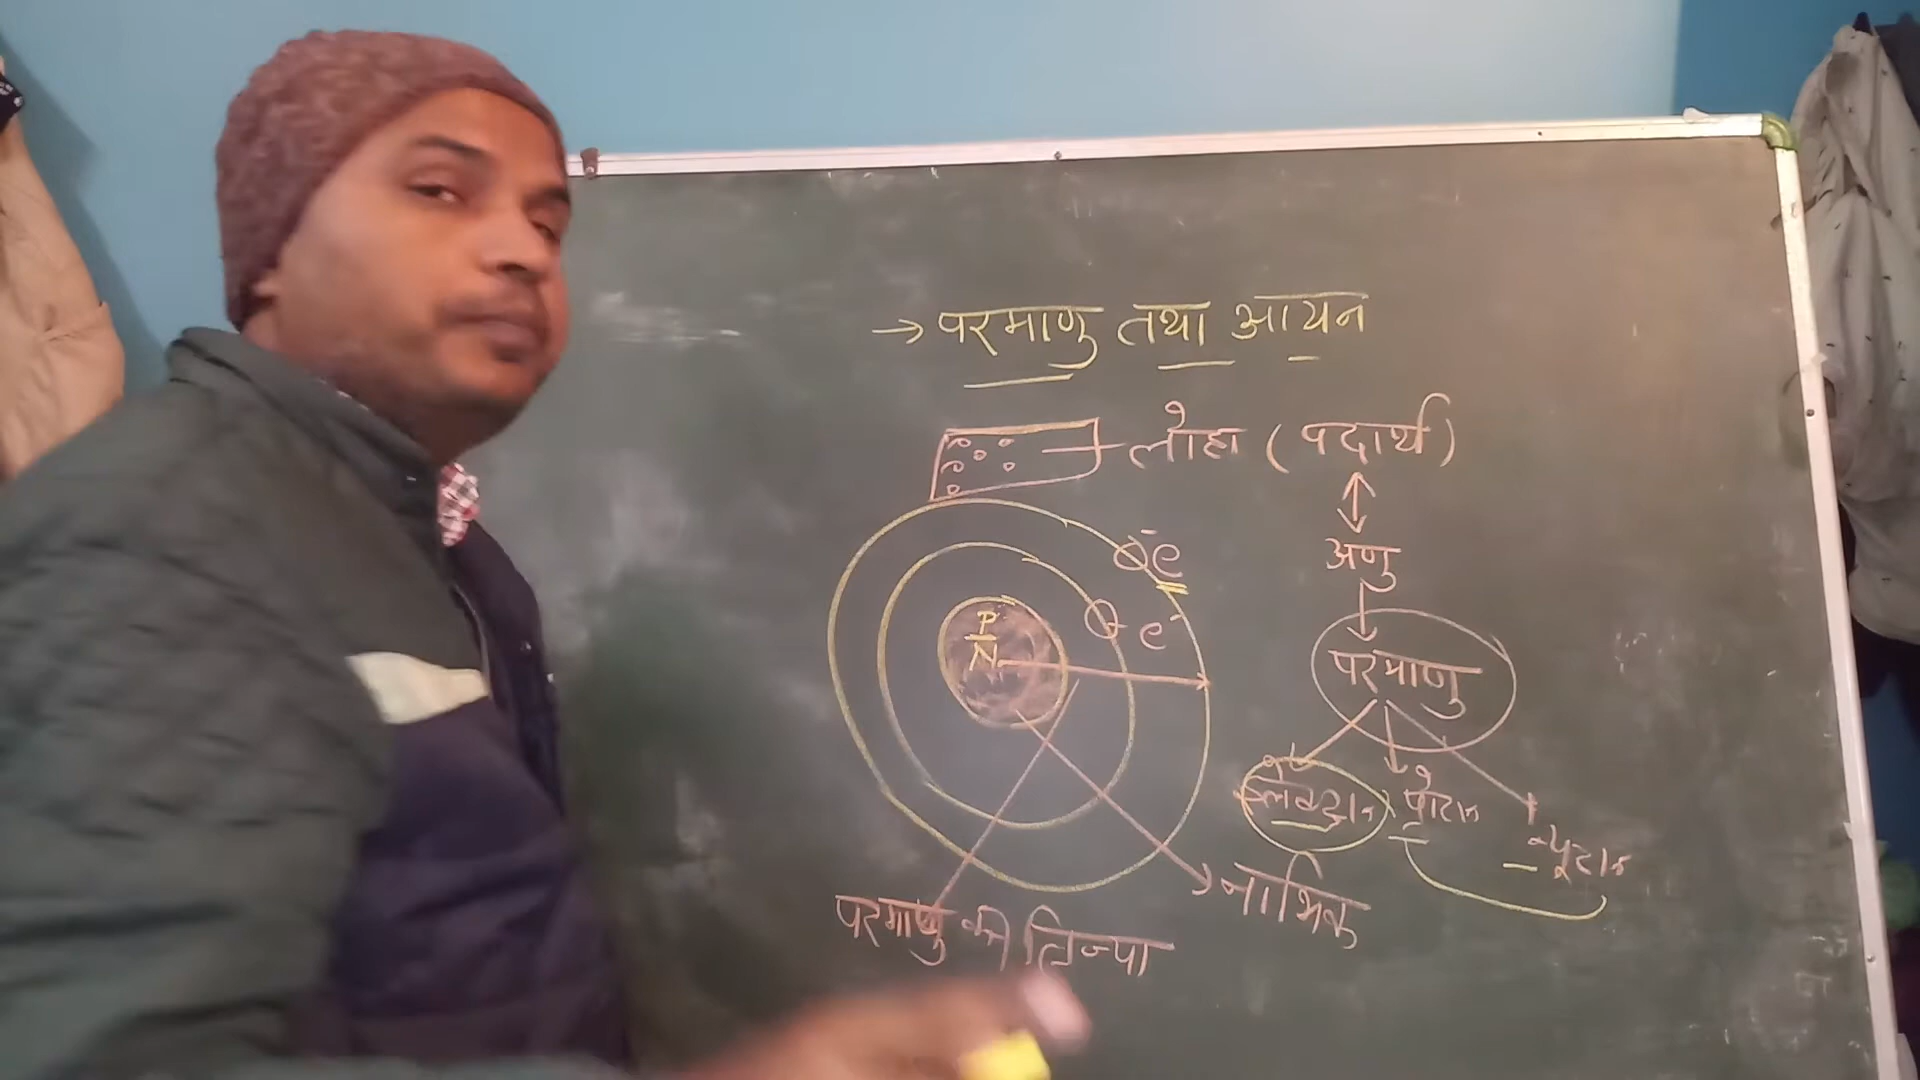 → परमाणु तथा आयन
लोहा (पदार्थ)
अणु
ē
P
N
e⁻
परमाणु
इलेक्ट्रान प्रोटान
न्यूट्रान
नाभिक
परमाणु की त्रिज्या